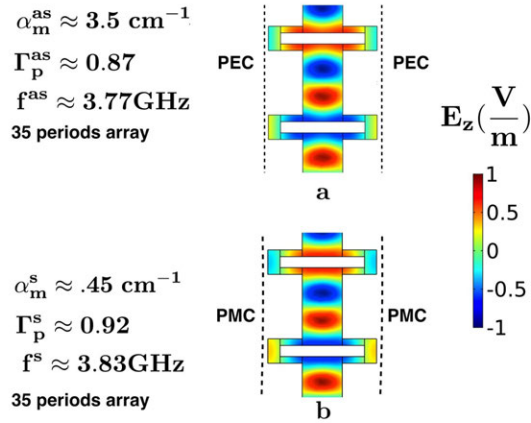 α_m^as ≈ 3.5 cm⁻¹
Γ_p^as ≈ 0.87
f^as ≈ 3.77GHz
35 periods array
PEC
PEC
a
E_z(V/m)
1
0.5
0
-0.5
-1
α_m^s ≈ .45 cm⁻¹
Γ_p^s ≈ 0.92
f^s ≈ 3.83GHz
35 periods array
PMC
PMC
b